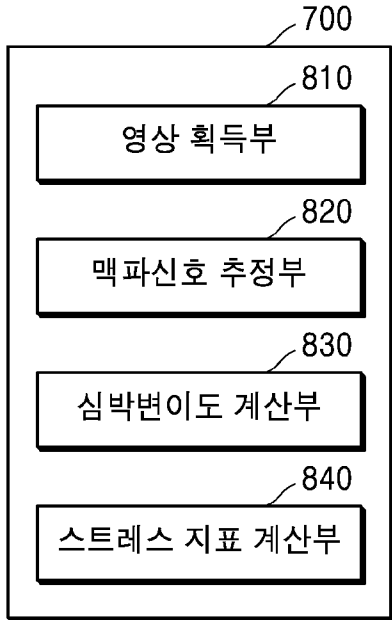 700
810
영상 획득부
820
맥파신호 추정부
830
심박변이도 계산부
840
스트레스 지표 계산부